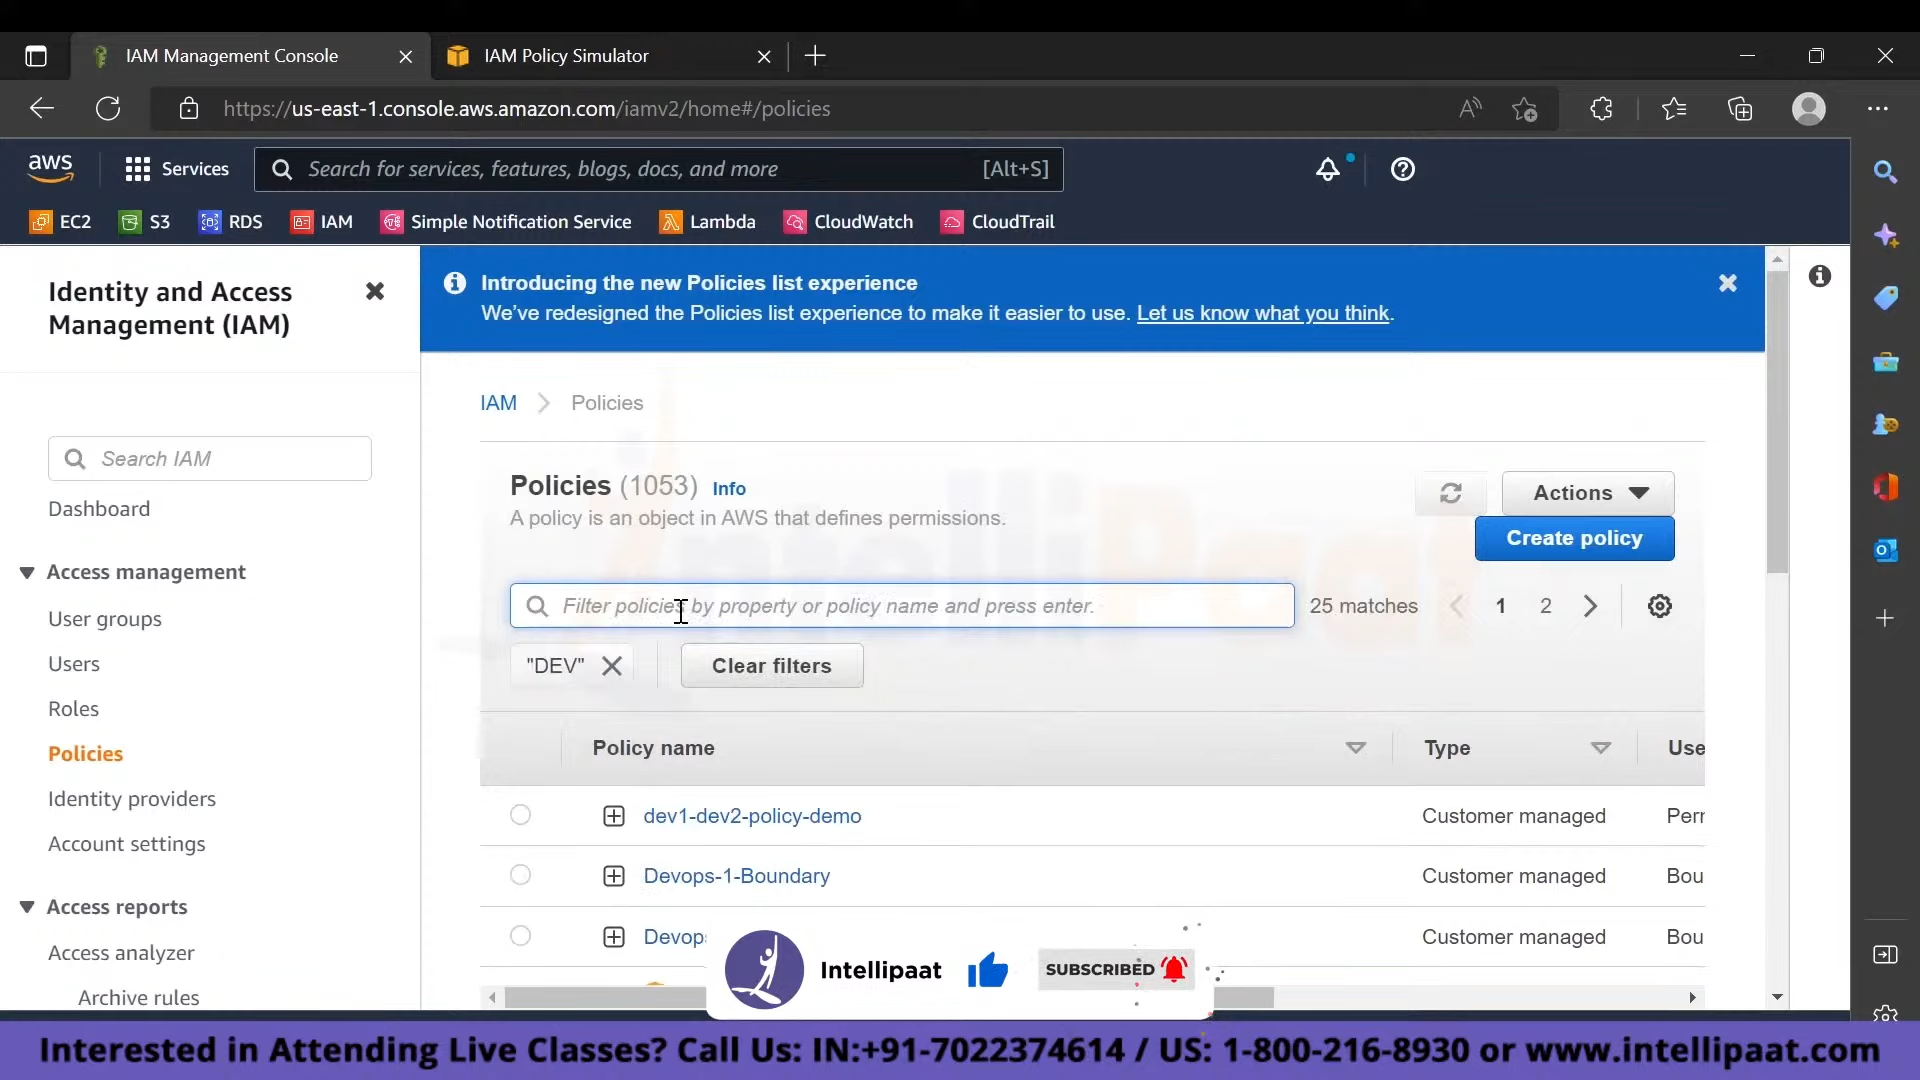 IAM Management Console
IAM Policy Simulator
https://us-east-1.console.aws.amazon.com/iamv2/home#/policies
aws
Services
Search for services, features, blogs, docs, and more
[Alt+S]
EC2
S3
RDS
IAM
Simple Notification Service
Lambda
CloudWatch
CloudTrail
Identity and Access
Management (IAM)
Search IAM
Dashboard
Access management
User groups
Users
Roles
Policies
Identity providers
Account settings
Access reports
Access analyzer
Archive rules
Introducing the new Policies list experience
We've redesigned the Policies list experience to make it easier to use. Let us know what you think.
IAM
Policies
Policies (1053) Info
A policy is an object in AWS that defines permissions.
Actions
Create policy
Filter policies by property or policy name and press enter.
25 matches
1
2
"DEV"
Clear filters
Policy name
Type
Use
dev1-dev2-policy-demo
Customer managed
Perr
Devops-1-Boundary
Customer managed
Bou
Devop
Customer managed
Bou
IntelliPaat
Intellipaat
SUBSCRIBED
Interested in Attending Live Classes? Call Us: IN:+91-7022374614 / US: 1-800-216-8930 or www.intellipaat.com